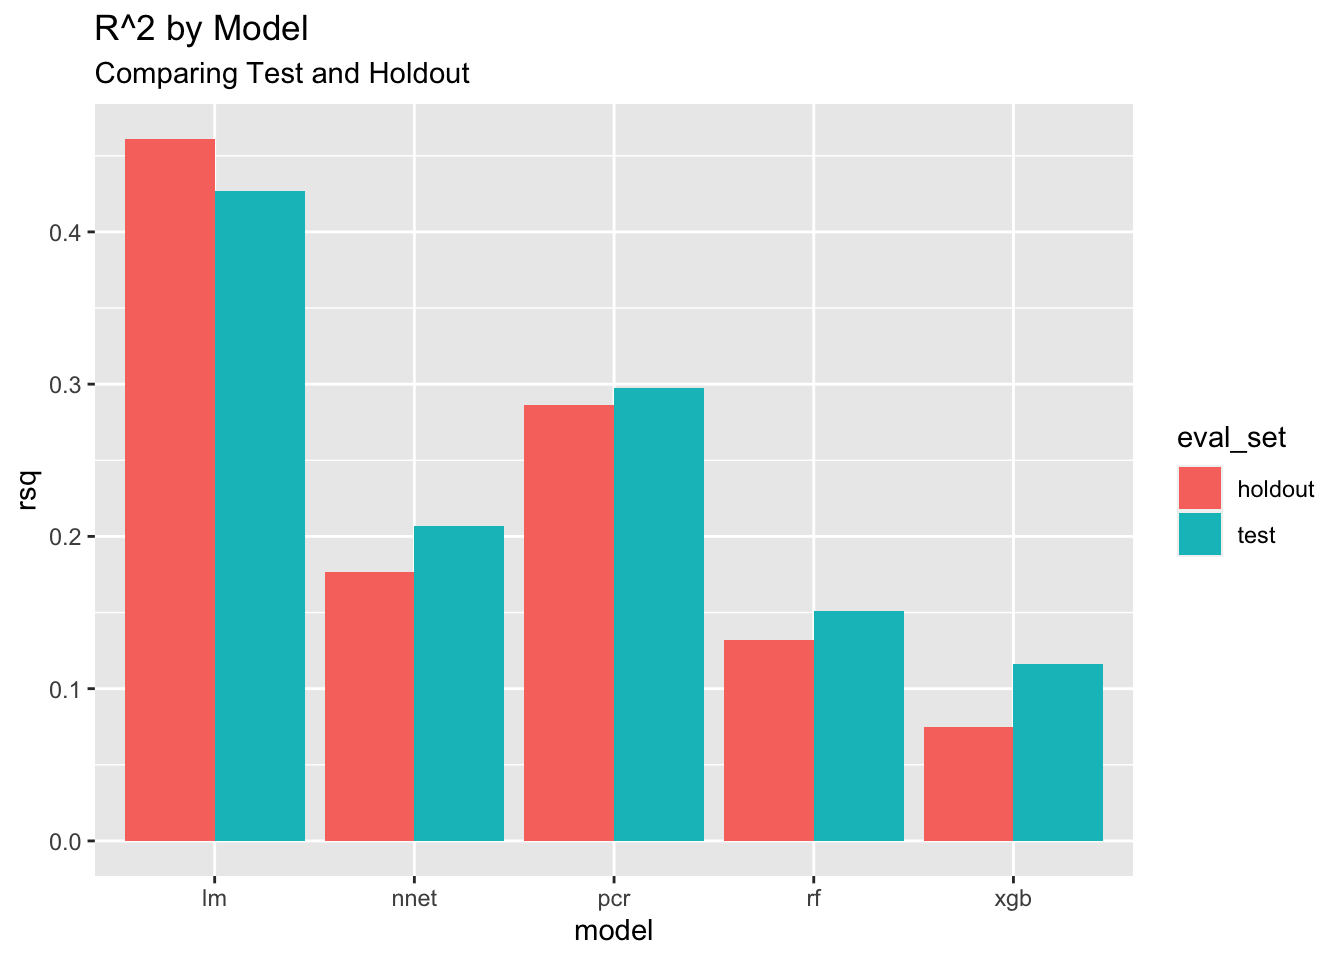 R^2 by Model
Comparing Test and Holdout
rsq
0.4
0.3
0.2
0.1
0.0
lm
nnet
pcr
rf
xgb
model
eval_set
holdout
test